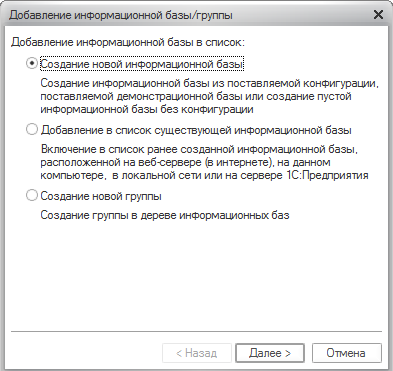 Добавление информационной базы/группы
Добавление информационной базы в список:
Создание новой информационной базы
Создание информационной базы из поставляемой конфигурации,
поставляемой демонстрационной базы или создание пустой
информационной базы без конфигурации
Добавление в список существующей информационной базы
Включение в список ранее созданной информационной базы,
расположенной на веб-сервере (в интернете), на данном
компьютере, в локальной сети или на сервере 1С:Предприятия
Создание новой группы
Создание группы в дереве информационных баз
< Назад Далее > Отмена